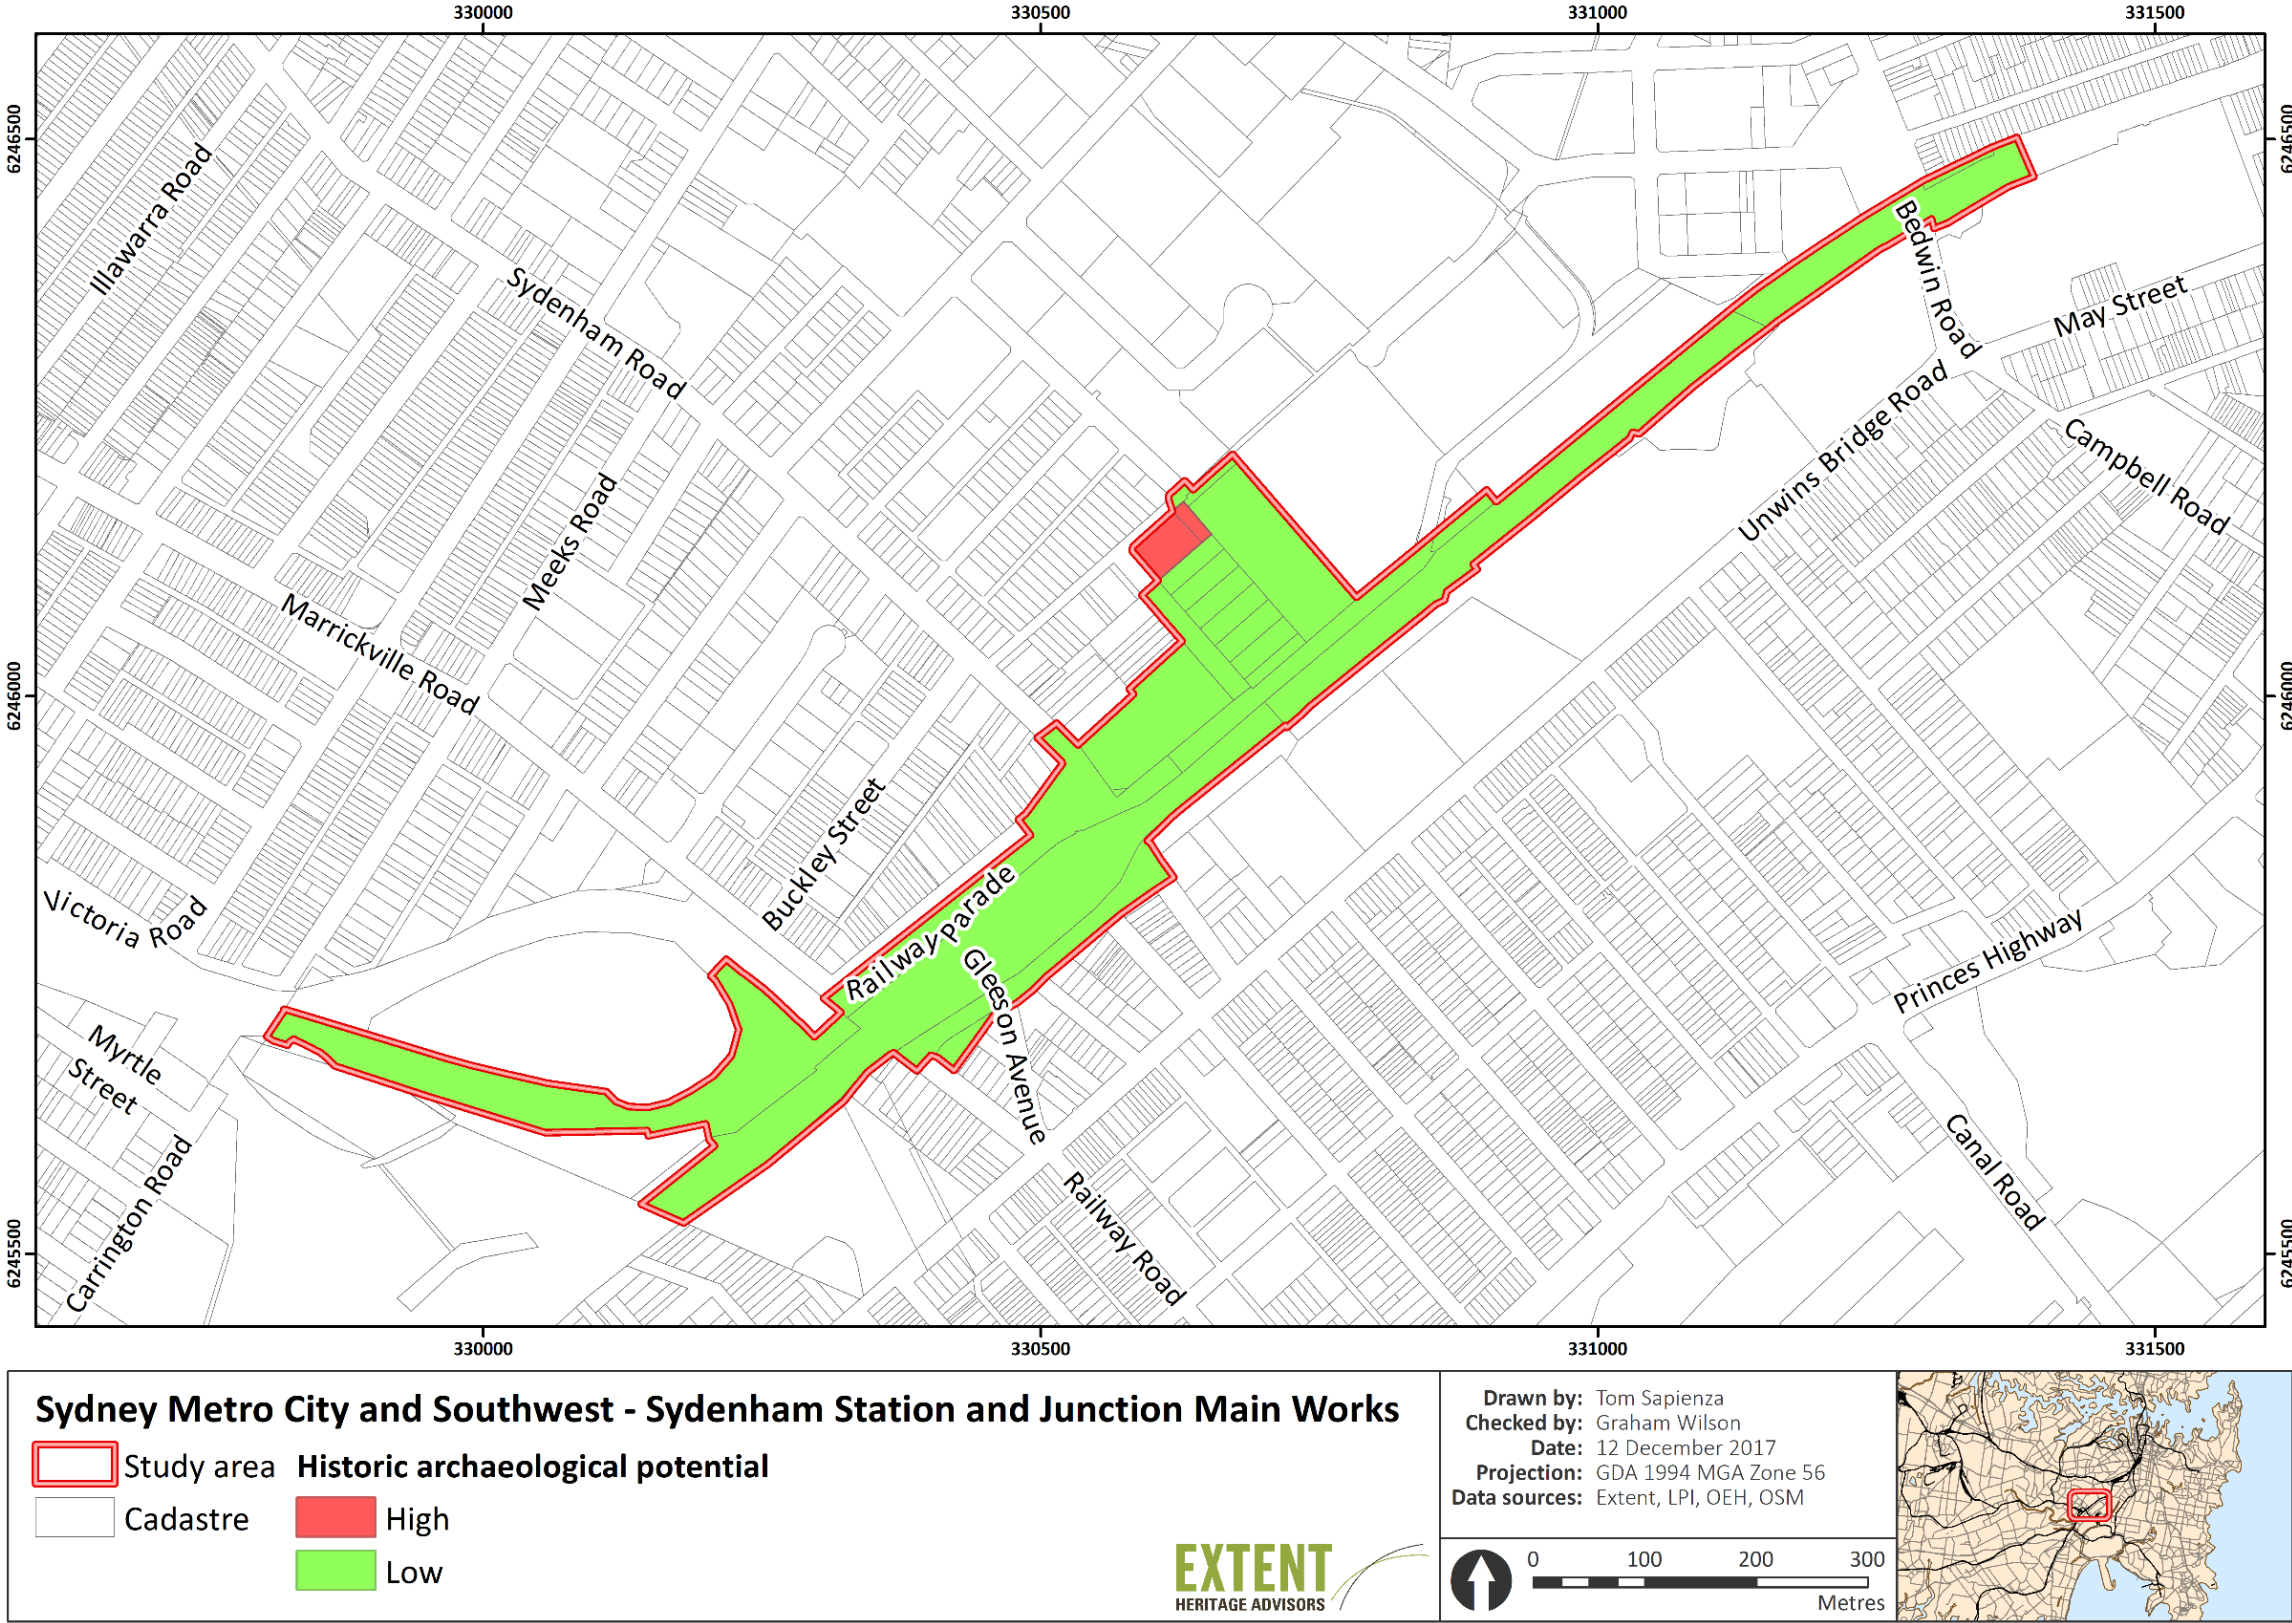 330000 330500 331000 331500
6246500
6246500
6246000
6246000
6245500
6245500
Illawarra Road
Sydenham Road
Bedwin Road
May Street
Unwins Bridge Road
Campbell Road
Meeks Road
Marrickville Road
Buckley Street
Victoria Road
Railway Parade
Gleeson Avenue
Princes Highway
Myrtle
Street
Carrington Road
Railway Road
Canal Road
330000 330500 331000 331500
Sydney Metro City and Southwest - Sydenham Station and Junction Main Works
Study area
Cadastre
Historic archaeological potential
High
Low
EXTENT
HERITAGE ADVISORS
Drawn by: Tom Sapienza
Checked by: Graham Wilson
Date: 12 December 2017
Projection: GDA 1994 MGA Zone 56
Data sources: Extent, LPI, OEH, OSM
0 100 200 300
Metres